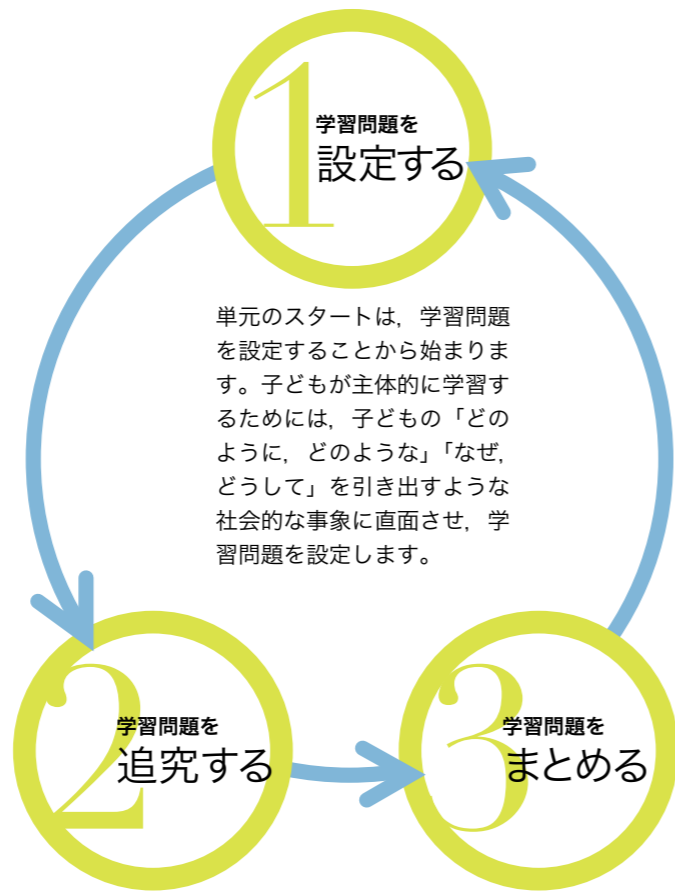 1
学習問題を
設定する
単元のスタートは，学習問題
を設定することから始まりま
す。子どもが主体的に学習す
るためには，子どもの「どの
ように，どのような」「なぜ，
どうして」を引き出すような
社会的な事象に直面させ，学
習問題を設定します。
2
学習問題を
追究する
3
学習問題を
まとめる